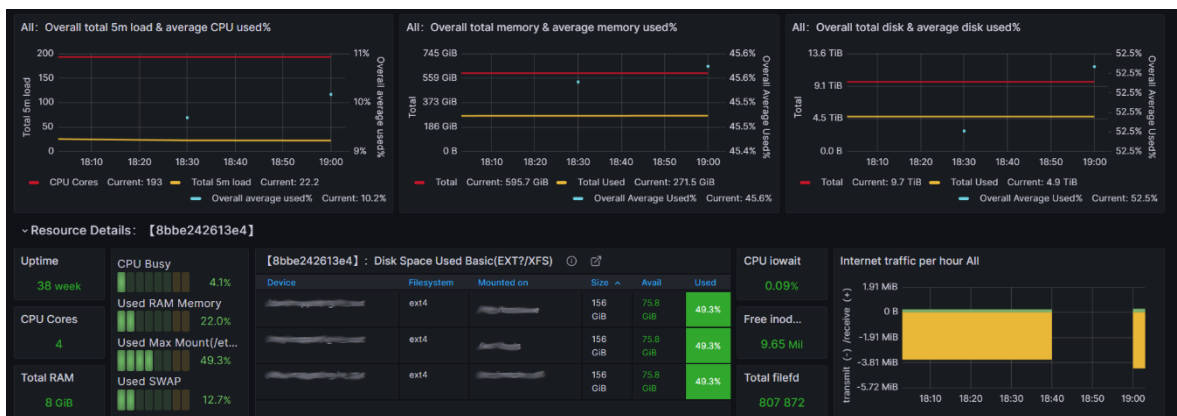 All: Overall total 5m load & average CPU used%
200
150
100
50
0
Total 5m load
11%
10%
9%
Overall average used%
18:10 18:20 18:30 18:40 18:50 19:00
CPU Cores Current: 193 Total 5m load Current: 22.2
Overall average used% Current: 10.2%
All: Overall total memory & average memory used%
745 GiB
559 GiB
373 GiB
186 GiB
0 B
Total
45.6%
45.6%
45.5%
45.5%
45.4%
Overall Average Used%
18:10 18:20 18:30 18:40 18:50 19:00
Total Current: 595.7 GiB Total Used Current: 271.5 GiB
Overall Average Used% Current: 45.6%
All: Overall total disk & average disk used%
13.6 TiB
9.1 TiB
4.5 TiB
0.0 B
Total
52.5%
52.5%
52.5%
52.5%
52.5%
52.5%
Overall Average Used%
18:10 18:20 18:30 18:40 18:50 19:00
Total Current: 9.7 TiB Total Used Current: 4.9 TiB
Overall Average Used% Current: 52.5%
Resource Details: 【8bbe242613e4】
Uptime
38 week
CPU Cores
4
Total RAM
8 GiB
CPU Busy
4.1%
Used RAM Memory
22.0%
Used Max Mount(/et...
49.3%
Used SWAP
12.7%
【8bbe242613e4】: Disk Space Used Basic(EXT?/XFS)
Device Filesystem Mounted on Size Avail Used
ext4 156 GiB 75.8 GiB 49.3%
ext4 156 GiB 75.8 GiB 49.3%
ext4 156 GiB 75.8 GiB 49.3%
CPU iowait
0.09%
Free inod...
9.65 Mil
Total filefd
807 872
Internet traffic per hour All
1.91 MiB
0 B
-1.91 MiB
-3.81 MiB
-5.72 MiB
transmit (-) /receive (+)
18:10 18:20 18:30 18:40 18:50 19:00